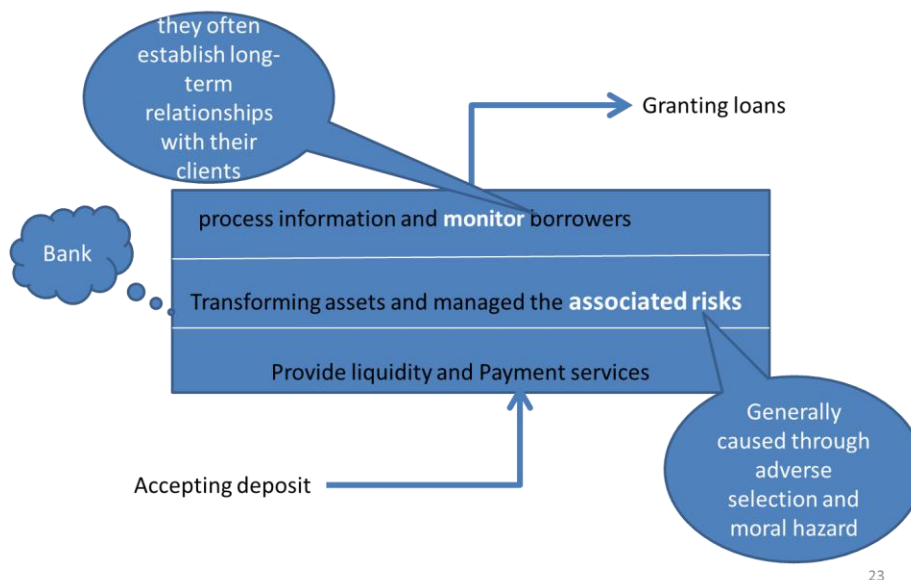 they often
establish long-
term
relationships
with their
clients
Granting loans
process information and monitor borrowers
Bank
Transforming assets and managed the associated risks
Provide liquidity and Payment services
Generally
caused through
adverse
selection and
moral hazard
Accepting deposit
23